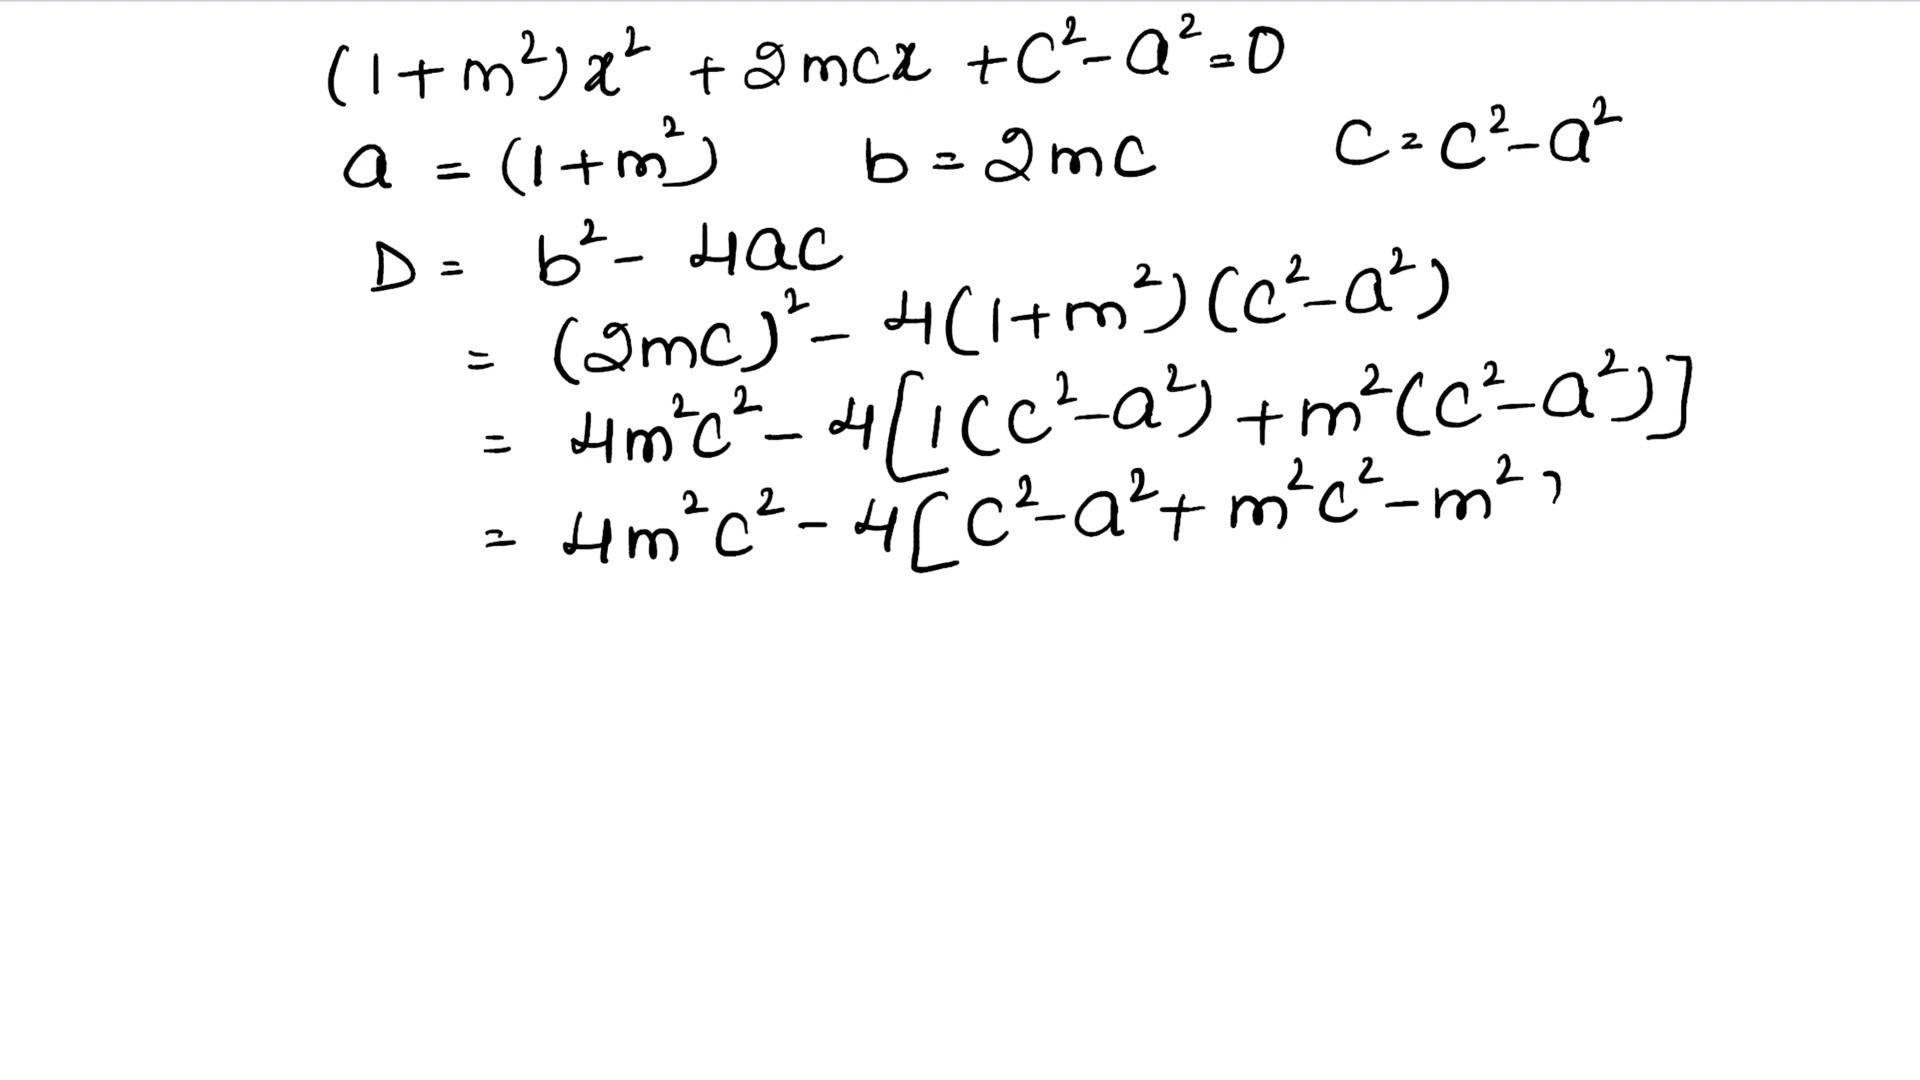 (1+m²)x² +2mcx +c²-a²=0
a = (1+m²) b=2mc c=c²-a²
D= b²- 4ac
= (2mc)²- 4(1+m²)(c²-a²)
= 4m²c²-4[1(c²-a²)+m²(c²-a²)]
= 4m²c²-4[c²-a²+m²c²-m²